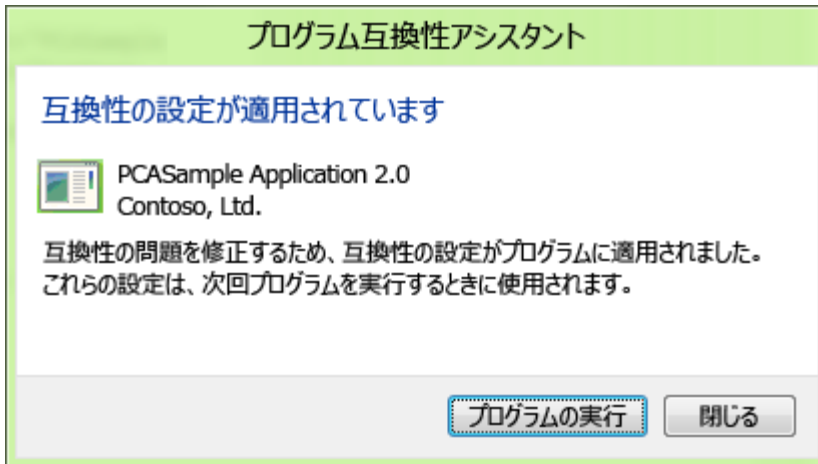 プログラム互換性アシスタント
互換性の設定が適用されています
PCASample Application 2.0
Contoso, Ltd.
互換性の問題を修正するため、互換性の設定がプログラムに適用されました。
これらの設定は、次回プログラムを実行するときに使用されます。
プログラムの実行
閉じる